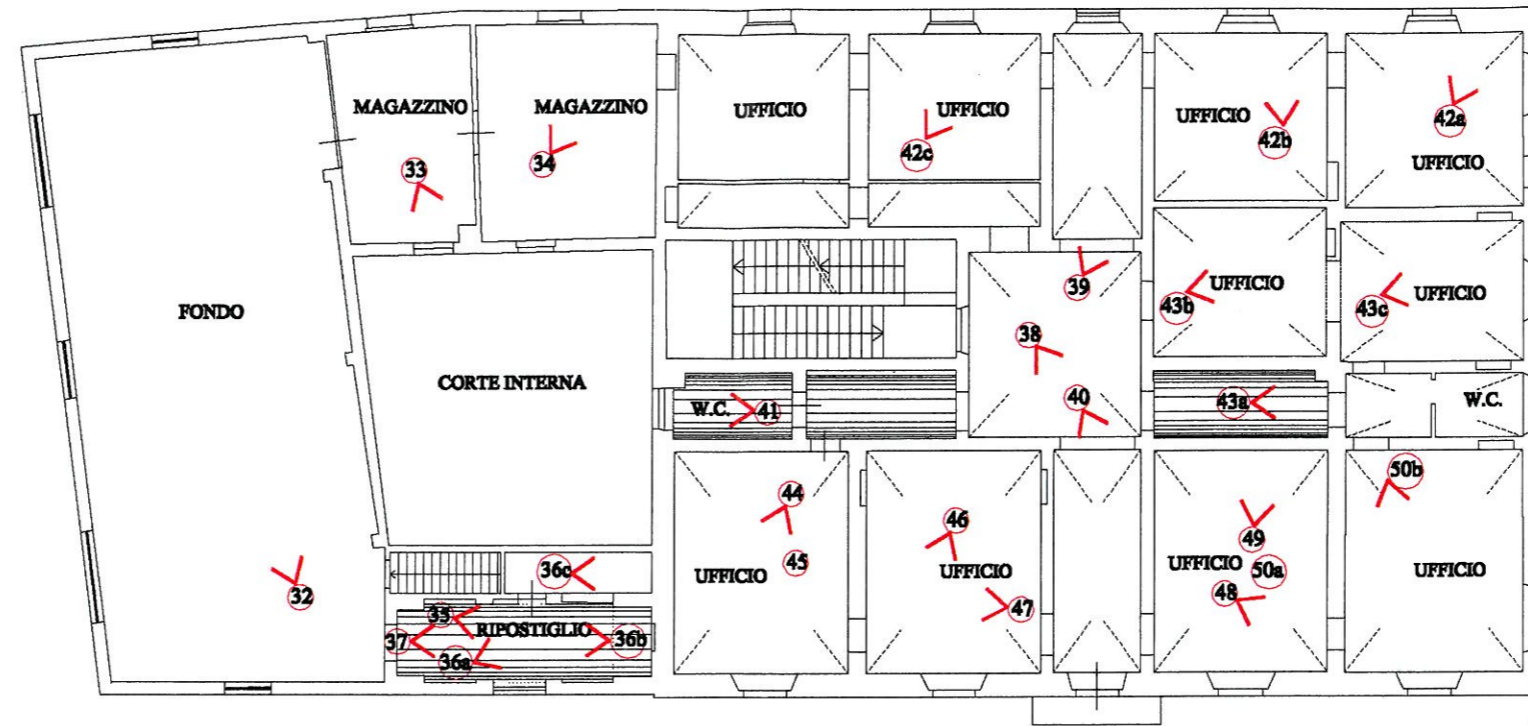 MAGAZZINO
MAGAZZINO
UFFICIO
UFFICIO
UFFICIO
UFFICIO
33
34
42c
42b
42a
FONDO
39
38
43b
UFFICIO
43c
UFFICIO
CORTE INTERNA
W.C.
41
40
43a
W.C.
44
45
46
UFFICIO
UFFICIO
47
49
UFFICIO
50a
48
50b
UFFICIO
32
36c
35
RIPOSTIGLIO
37
36a
36b